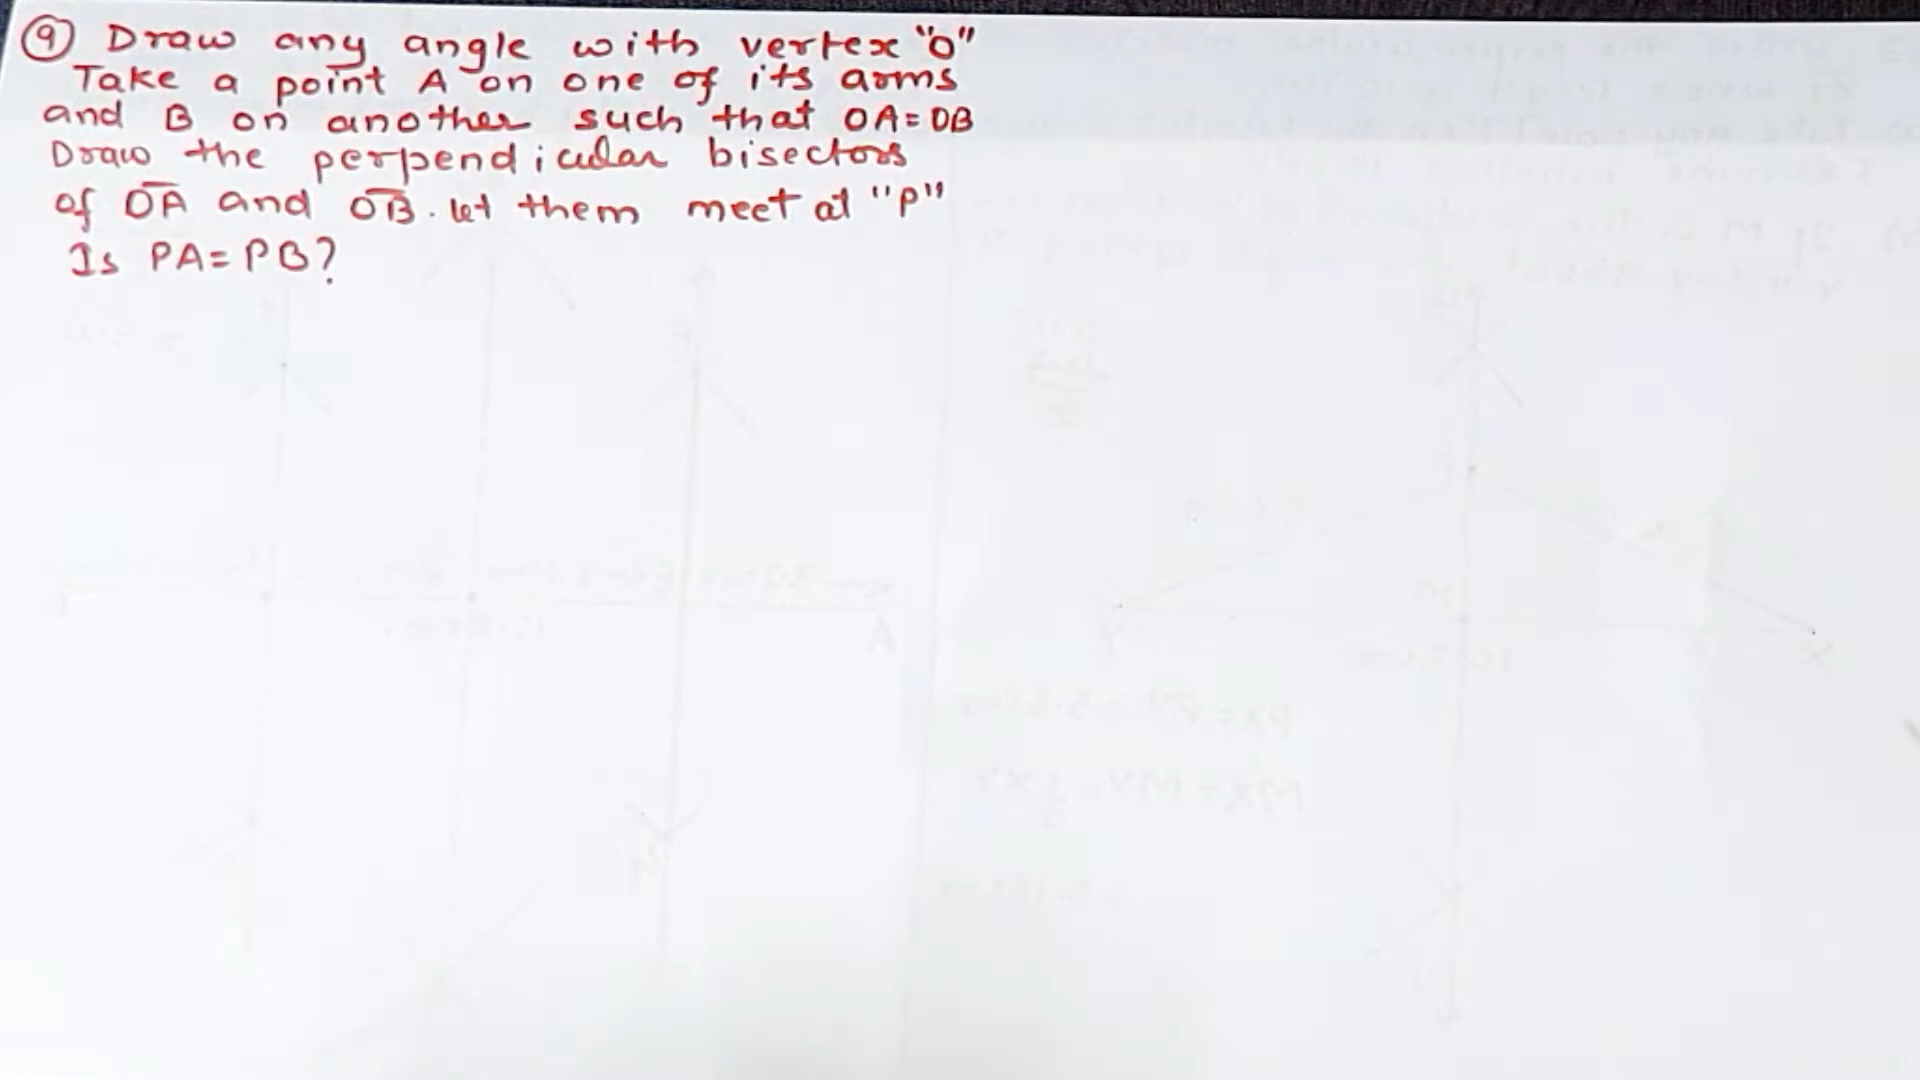 9 Draw any angle with vertex "O"
Take a point A on one of its arms
and B on another such that OA=OB
Draw the perpendicular bisectors
of OA and OB. let them meet at "P"
Is PA=PB?